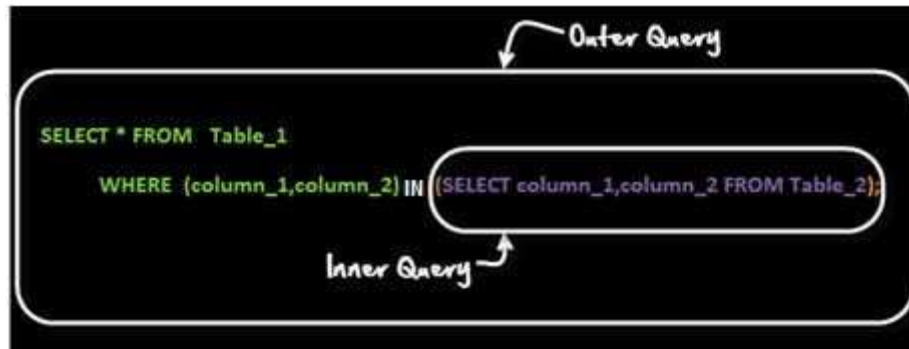 Outer Query
SELECT * FROM Table_1
WHERE (column_1,column_2) IN (SELECT column_1,column_2 FROM Table_2);
Inner Query